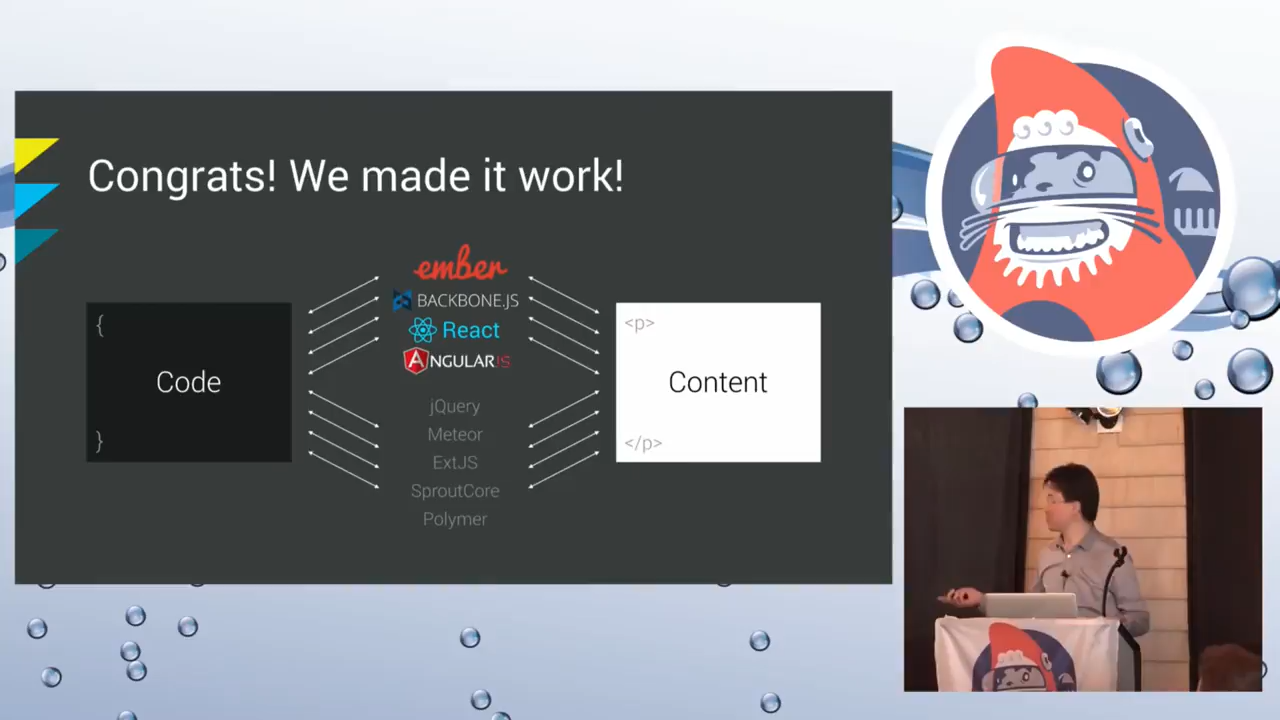 Congrats! We made it work!
{
Code
}
ember
BACKBONE.JS
React
ANGULARJS
jQuery
Meteor
ExtJS
SproutCore
Polymer
<p>
Content
</p>